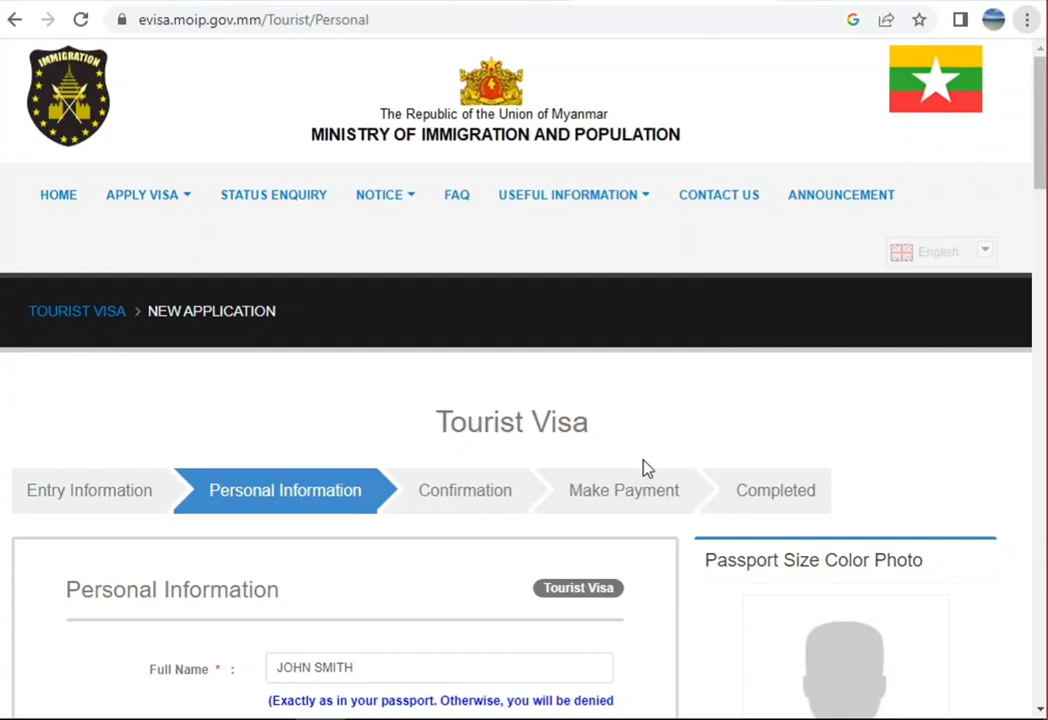 evisa.moip.gov.mm/Tourist/Personal
IMMIGRATION
The Republic of the Union of Myanmar
MINISTRY OF IMMIGRATION AND POPULATION
HOME APPLY VISA STATUS ENQUIRY NOTICE FAQ USEFUL INFORMATION CONTACT US ANNOUNCEMENT
English
TOURIST VISA > NEW APPLICATION
Tourist Visa
Entry Information Personal Information Confirmation Make Payment Completed
Personal Information Tourist Visa
Passport Size Color Photo
Full Name * : JOHN SMITH
(Exactly as in your passport. Otherwise, you will be denied